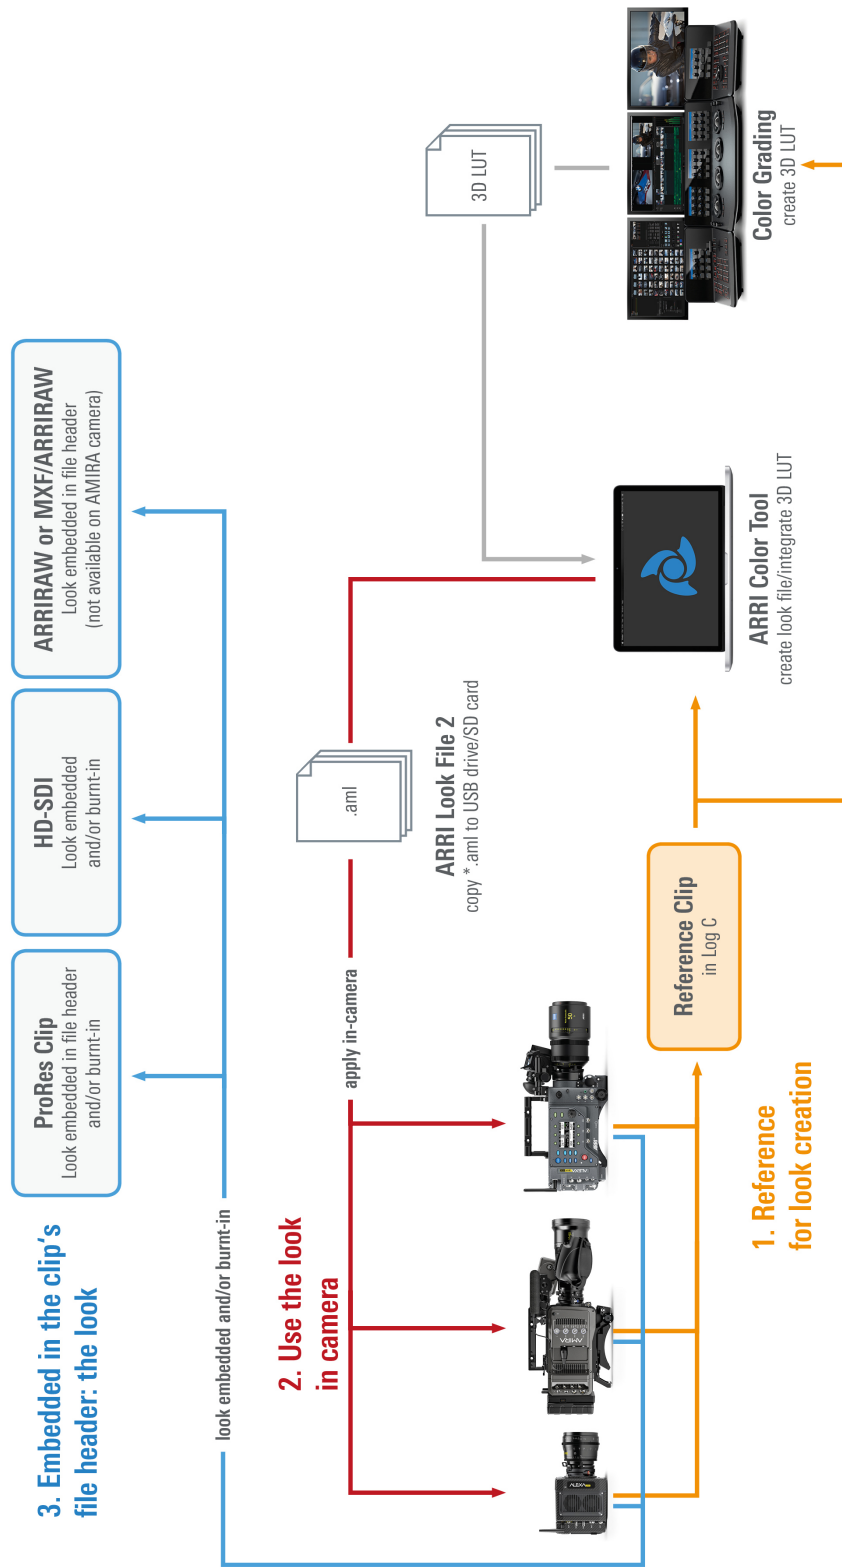 3. Embedded in the clip‘s
file header: the look
ProRes Clip
Look embedded in file header
and/or burnt-in
HD-SDI
Look embedded
and/or burnt-in
ARRIRAW or MXF/ARRIRAW
Look embedded in file header
(not available on AMIRA camera)
look embedded and/or burnt-in
2. Use the look
in camera
apply in-camera
.aml
ARRI Look File 2
copy *.aml to USB drive/SD card
3D LUT
ALEXA
AMIRA
ALEXA
1. Reference
for look creation
Reference Clip
in Log C
ARRI Color Tool
create look file/integrate 3D LUT
Color Grading
create 3D LUT